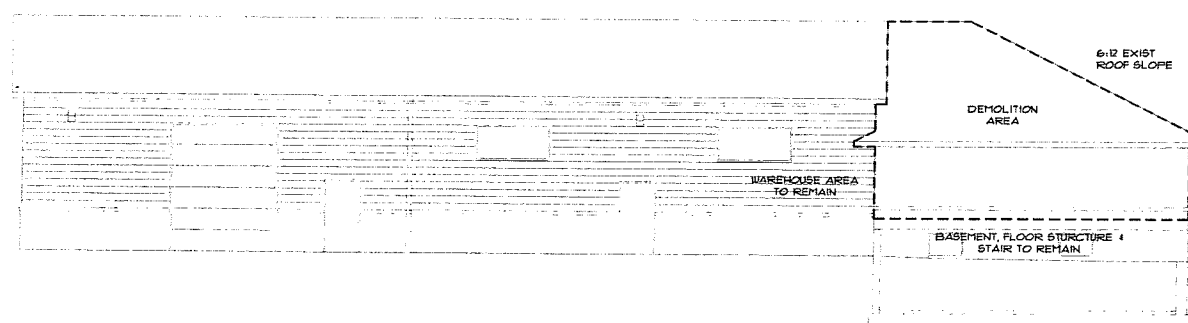 6:12 EXIST
ROOF SLOPE
DEMOLITION
AREA
WAREHOUSE AREA
TO REMAIN
BASEMENT, FLOOR STURCTURE &
STAIR TO REMAIN